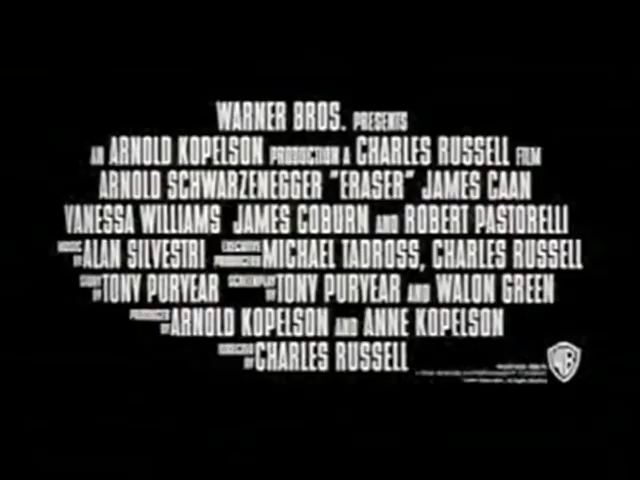 WARNER BROS. PRESENTS
AN ARNOLD KOPELSON PRODUCTION A CHARLES RUSSELL FILM
ARNOLD SCHWARZENEGGER "ERASER" JAMES CAAN
VANESSA WILLIAMS JAMES COBURN AND ROBERT PASTORELLI
MUSIC BY ALAN SILVESTRI EXECUTIVE PRODUCERS MICHAEL TADROSS, CHARLES RUSSELL
STORY BY TONY PURYEAR SCREENPLAY BY TONY PURYEAR AND WALON GREEN
PRODUCED BY ARNOLD KOPELSON AND ANNE KOPELSON
DIRECTED BY CHARLES RUSSELL
WB